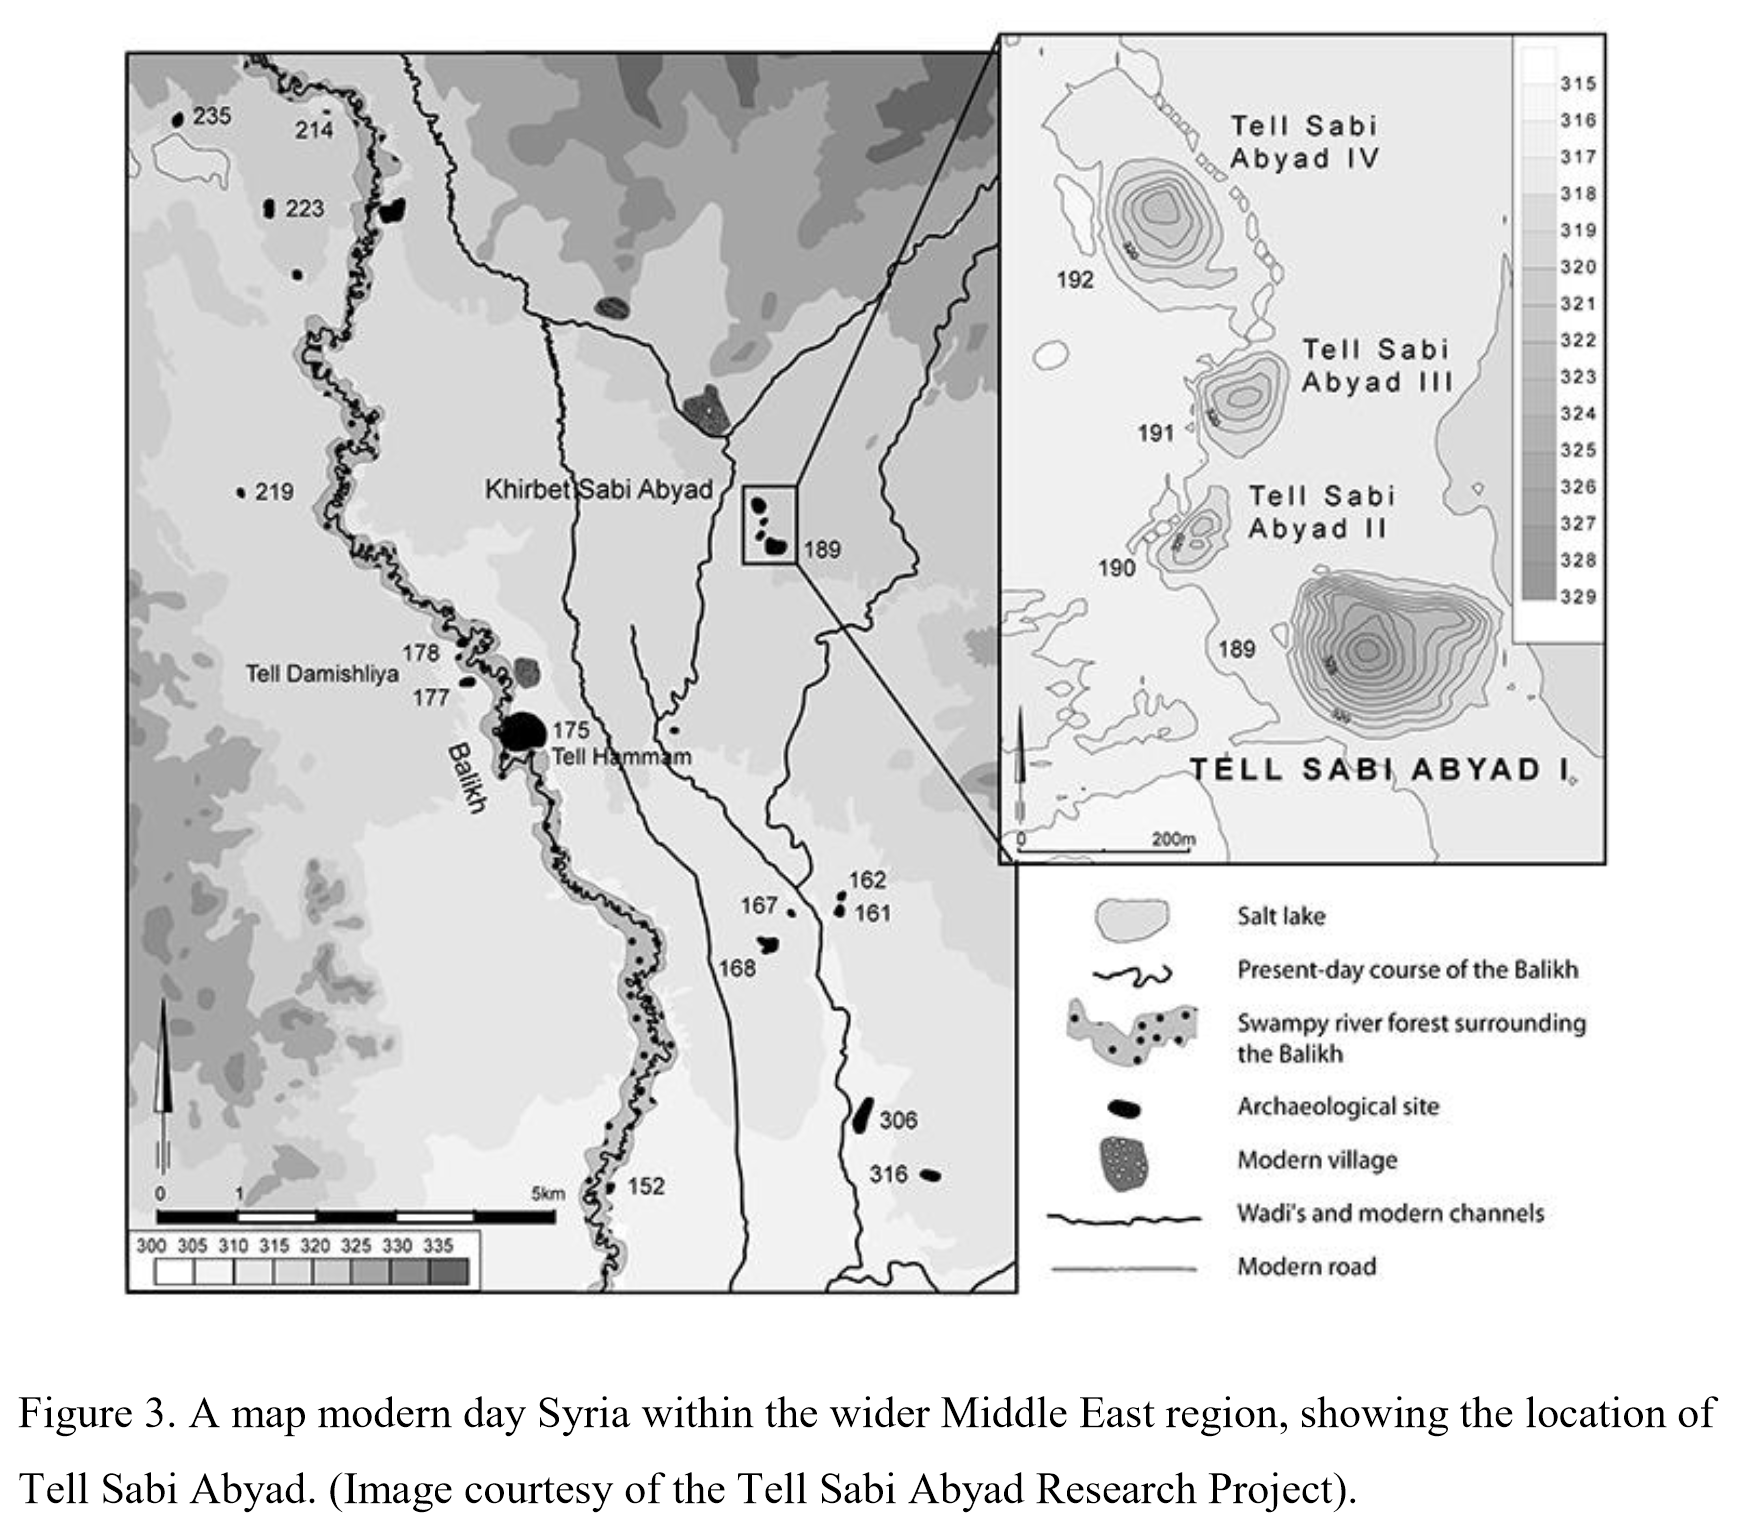 235
214
223
219
Khirbet Sabi Abyad
189
178
Tell Damishliya
177
175
Tell Hammam
Balikh
162
167
161
168
306
316
152
0 1 5km
300 305 310 315 320 325 330 335
Tell Sabi
Abyad IV
192
320
Tell Sabi
Abyad III
191
320
Tell Sabi
Abyad II
190
320
189
TELL SABI ABYAD I
0 200m
315
316
317
318
319
320
321
322
323
324
325
326
327
328
329
Salt lake
Present-day course of the Balikh
Swampy river forest surrounding
the Balikh
Archaeological site
Modern village
Wadi's and modern channels
Modern road
Figure 3. A map modern day Syria within the wider Middle East region, showing the location of
Tell Sabi Abyad. (Image courtesy of the Tell Sabi Abyad Research Project).